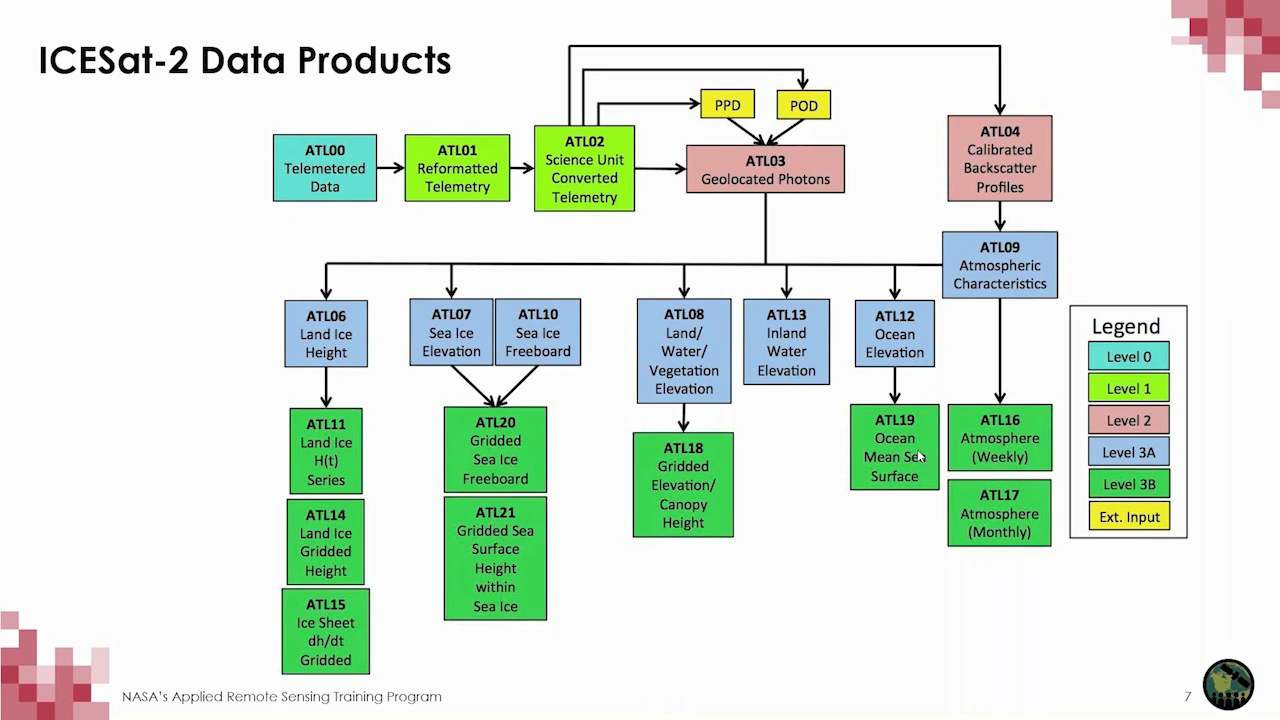 ICESat-2 Data Products
PPD
POD
ATL00
Telemetered
Data
ATL01
Reformatted
Telemetry
ATL02
Science Unit
Converted
Telemetry
ATL03
Geolocated Photons
ATL04
Calibrated
Backscatter
Profiles
ATL09
Atmospheric
Characteristics
ATL06
Land Ice
Height
ATL07
Sea Ice
Elevation
ATL10
Sea Ice
Freeboard
ATL08
Land/
Water/
Vegetation
Elevation
ATL13
Inland
Water
Elevation
ATL12
Ocean
Elevation
ATL11
Land Ice
H(t)
Series
ATL14
Land Ice
Gridded
Height
ATL15
Ice Sheet
dh/dt
Gridded
ATL20
Gridded
Sea Ice
Freeboard
ATL21
Gridded Sea
Surface
Height
within
Sea Ice
ATL18
Gridded
Elevation/
Canopy
Height
ATL19
Ocean
Mean Sea
Surface
ATL16
Atmosphere
(Weekly)
ATL17
Atmosphere
(Monthly)
Legend
Level 0
Level 1
Level 2
Level 3A
Level 3B
Ext. Input
NASA's Applied Remote Sensing Training Program
7